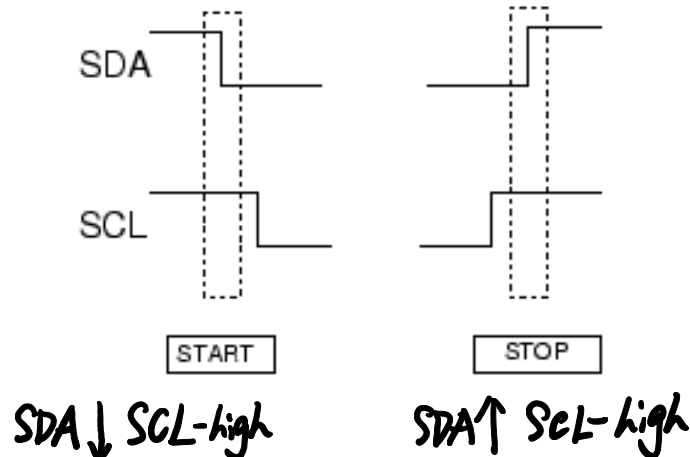 SDA
SCL
START STOP
SDA↓ SCL-high SDA↑ SCL-high